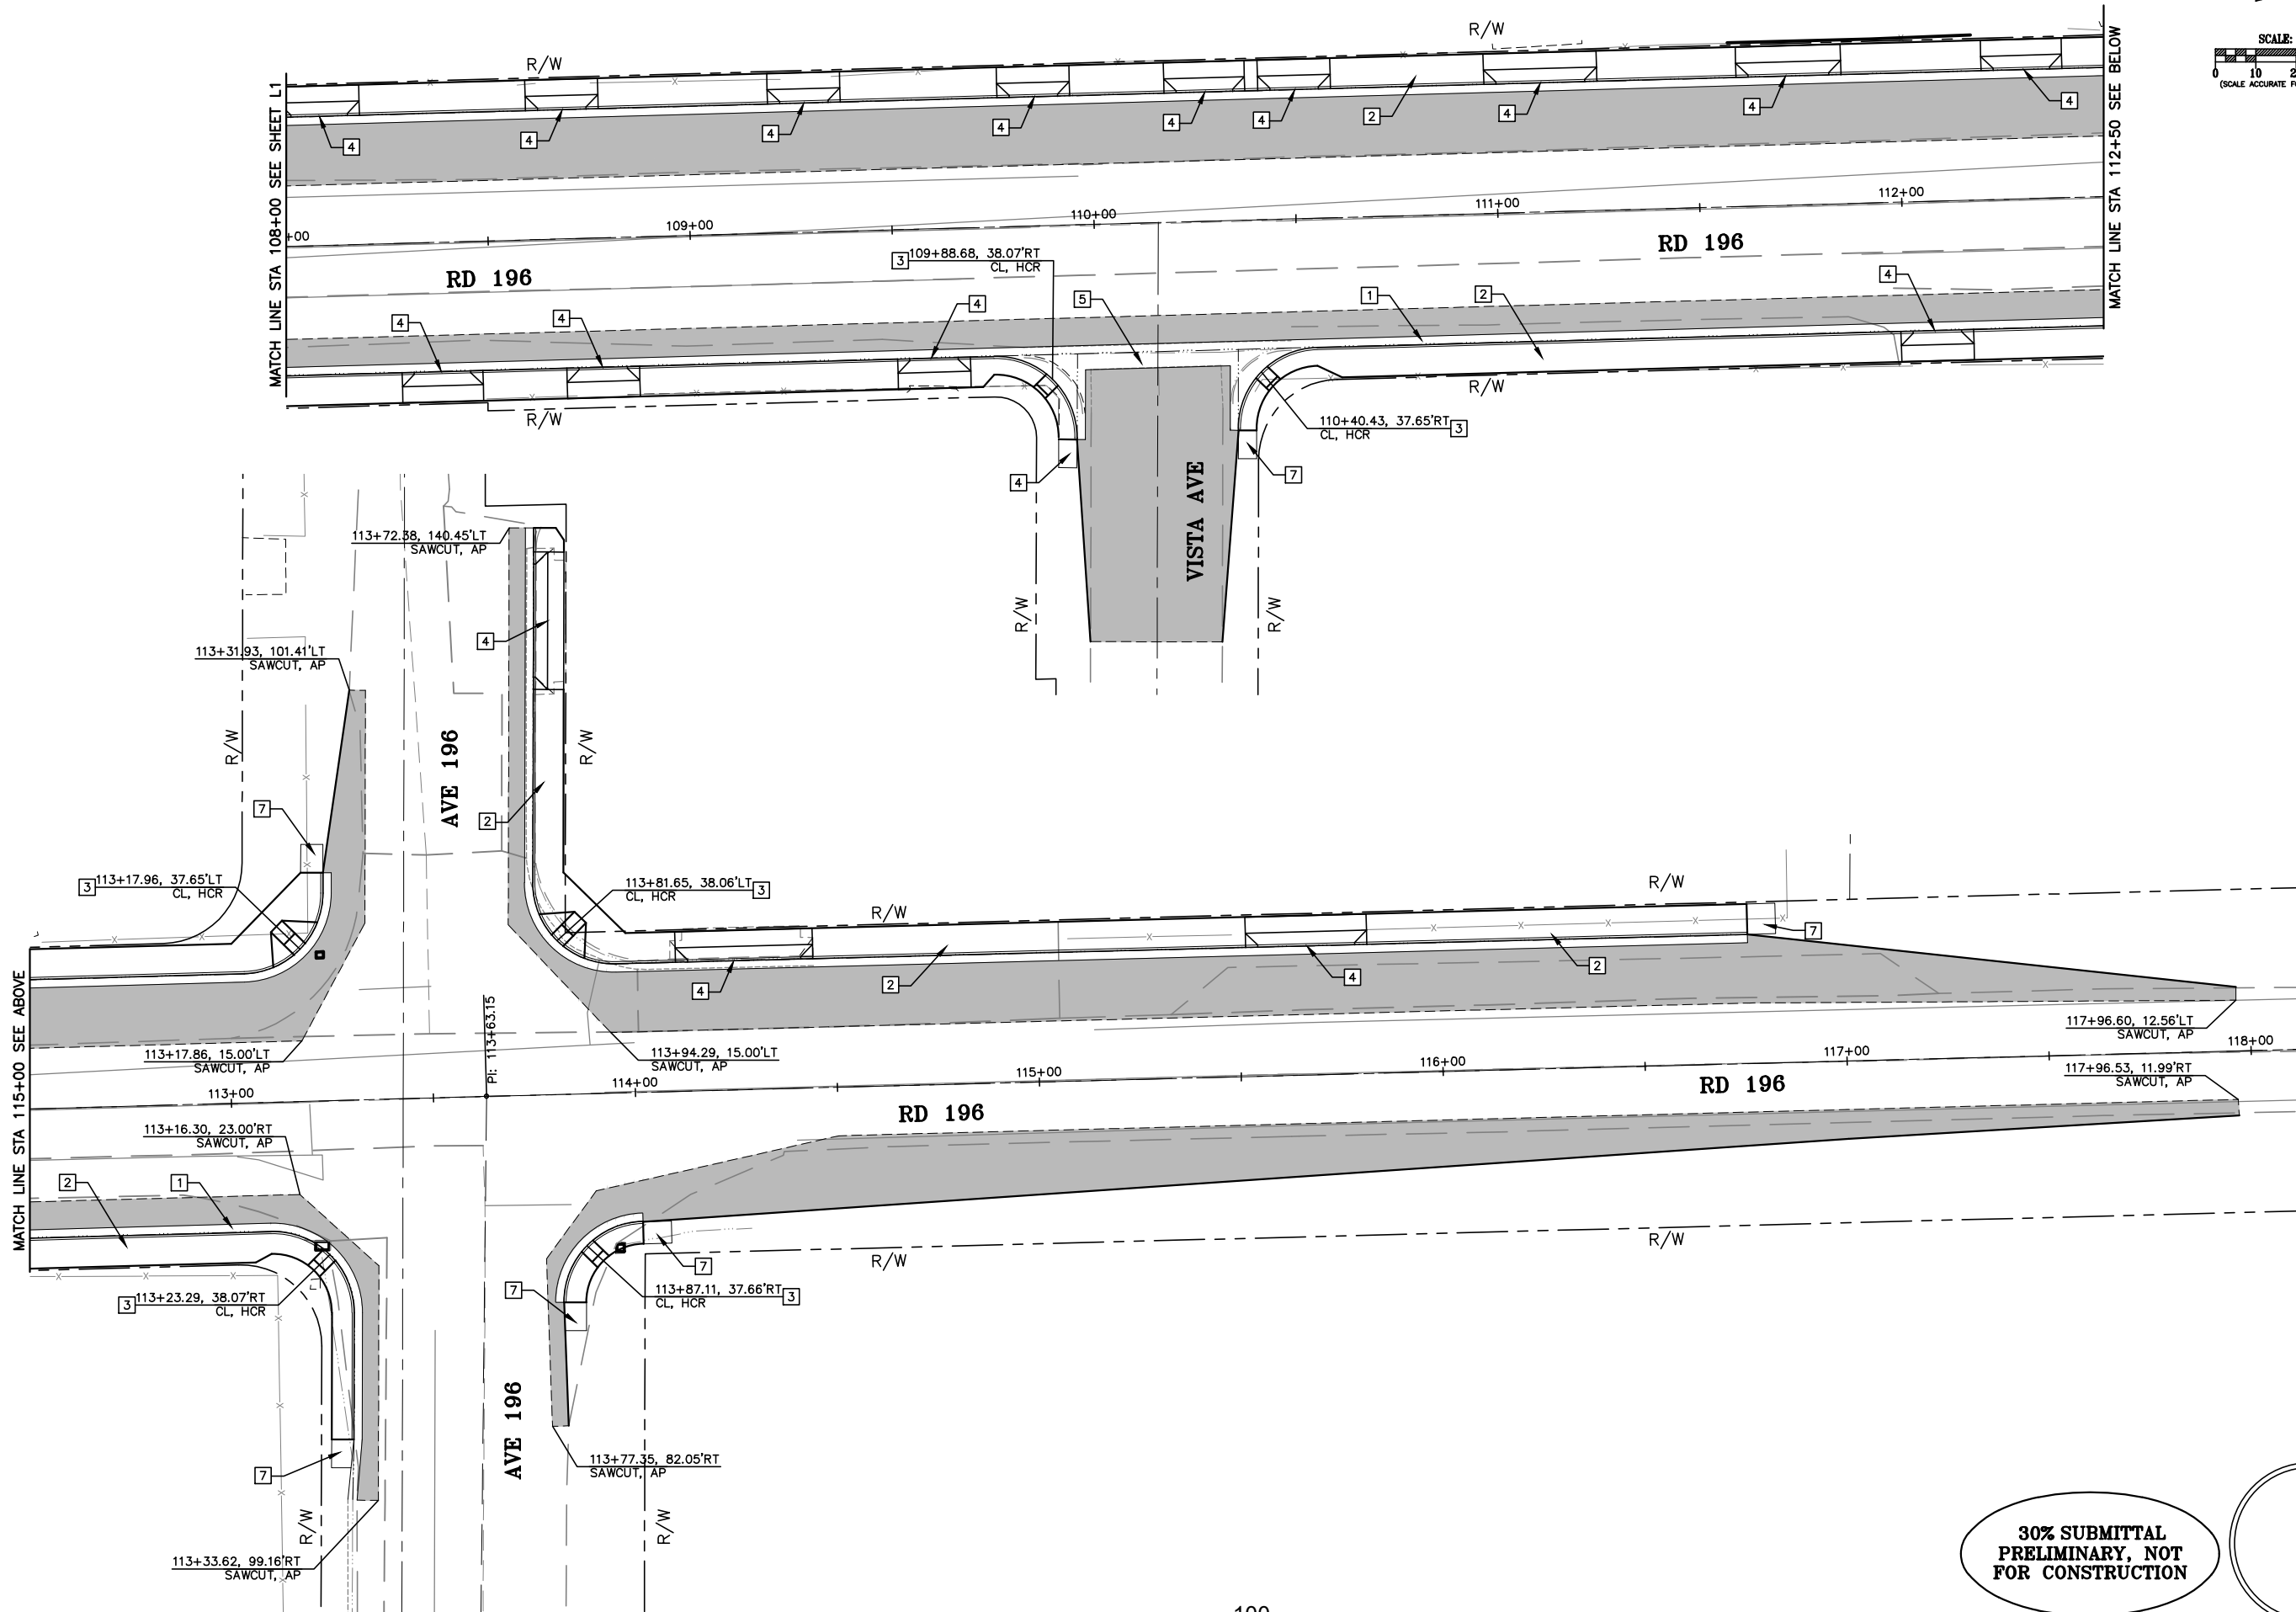 SCALE:
R/W
R/W
MATCH LINE STA 108+00 SEE SHEET L1
MATCH LINE STA 112+50 SEE BELOW
0 10
(SCALE ACCURATE
4
4
4
4
4
4
2
4
4
4
+00
109+00
110+00
111+00
112+00
RD 196
RD 196
3 109+88.68, 38.07'RT
CL, HCR
4
4
4
5
1
2
4
R/W
R/W
110+40.43, 37.65'RT 3
CL, HCR
4
7
VISTA AVE
R/W
R/W
113+72.38, 140.45'LT
SAWCUT, AP
4
113+31.93, 101.41'LT
SAWCUT, AP
R/W
AVE 196
R/W
7
2
3 113+17.96, 37.65'LT
CL, HCR
113+81.65, 38.06'LT 3
CL, HCR
R/W
R/W
7
4
2
4
2
MATCH LINE STA 115+00 SEE ABOVE
113+17.86, 15.00'LT
SAWCUT, AP
PI: 113+63.15
113+94.29, 15.00'LT
SAWCUT, AP
117+96.60, 12.56'LT
SAWCUT, AP
113+00
114+00
115+00
116+00
117+00
118+00
117+96.53, 11.99'RT
SAWCUT, AP
RD 196
RD 196
113+16.30, 23.00'RT
SAWCUT, AP
2
1
R/W
R/W
7
3 113+23.29, 38.07'RT
CL, HCR
7
113+87.11, 37.66'RT 3
CL, HCR
AVE 196
7
113+77.35, 82.05'RT
SAWCUT, AP
R/W
R/W
113+33.62, 99.16'RT
SAWCUT, AP
30% SUBMITTAL
PRELIMINARY, NOT
FOR CONSTRUCTION